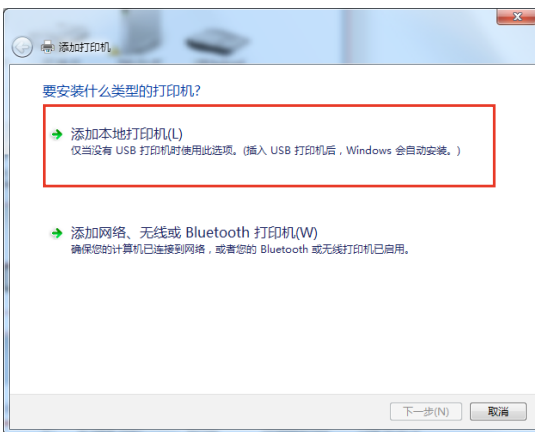 添加打印机
要安装什么类型的打印机?
添加本地打印机(L)
仅当没有 USB 打印机时使用此选项。(插入 USB 打印机后，Windows 会自动安装。)
添加网络、无线或 Bluetooth 打印机(W)
确保您的计算机已连接到网络，或者您的 Bluetooth 或无线打印机已启用。
下一步(N) 取消